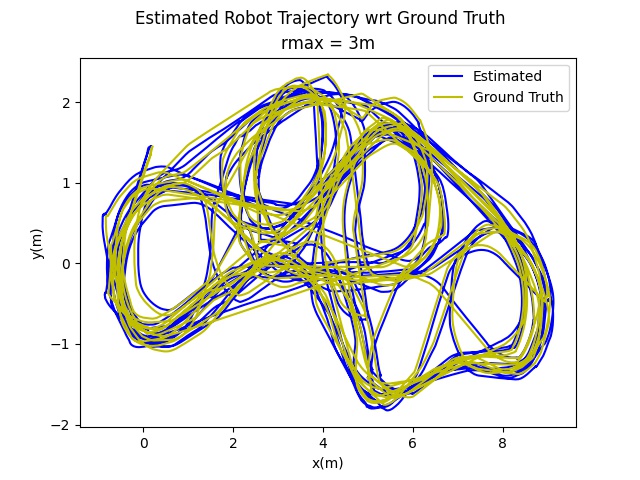 Estimated Robot Trajectory wrt Ground Truth
rmax = 3m
Estimated
Ground Truth
2
1
0
−1
−2
y(m)
0
2
4
6
8
x(m)